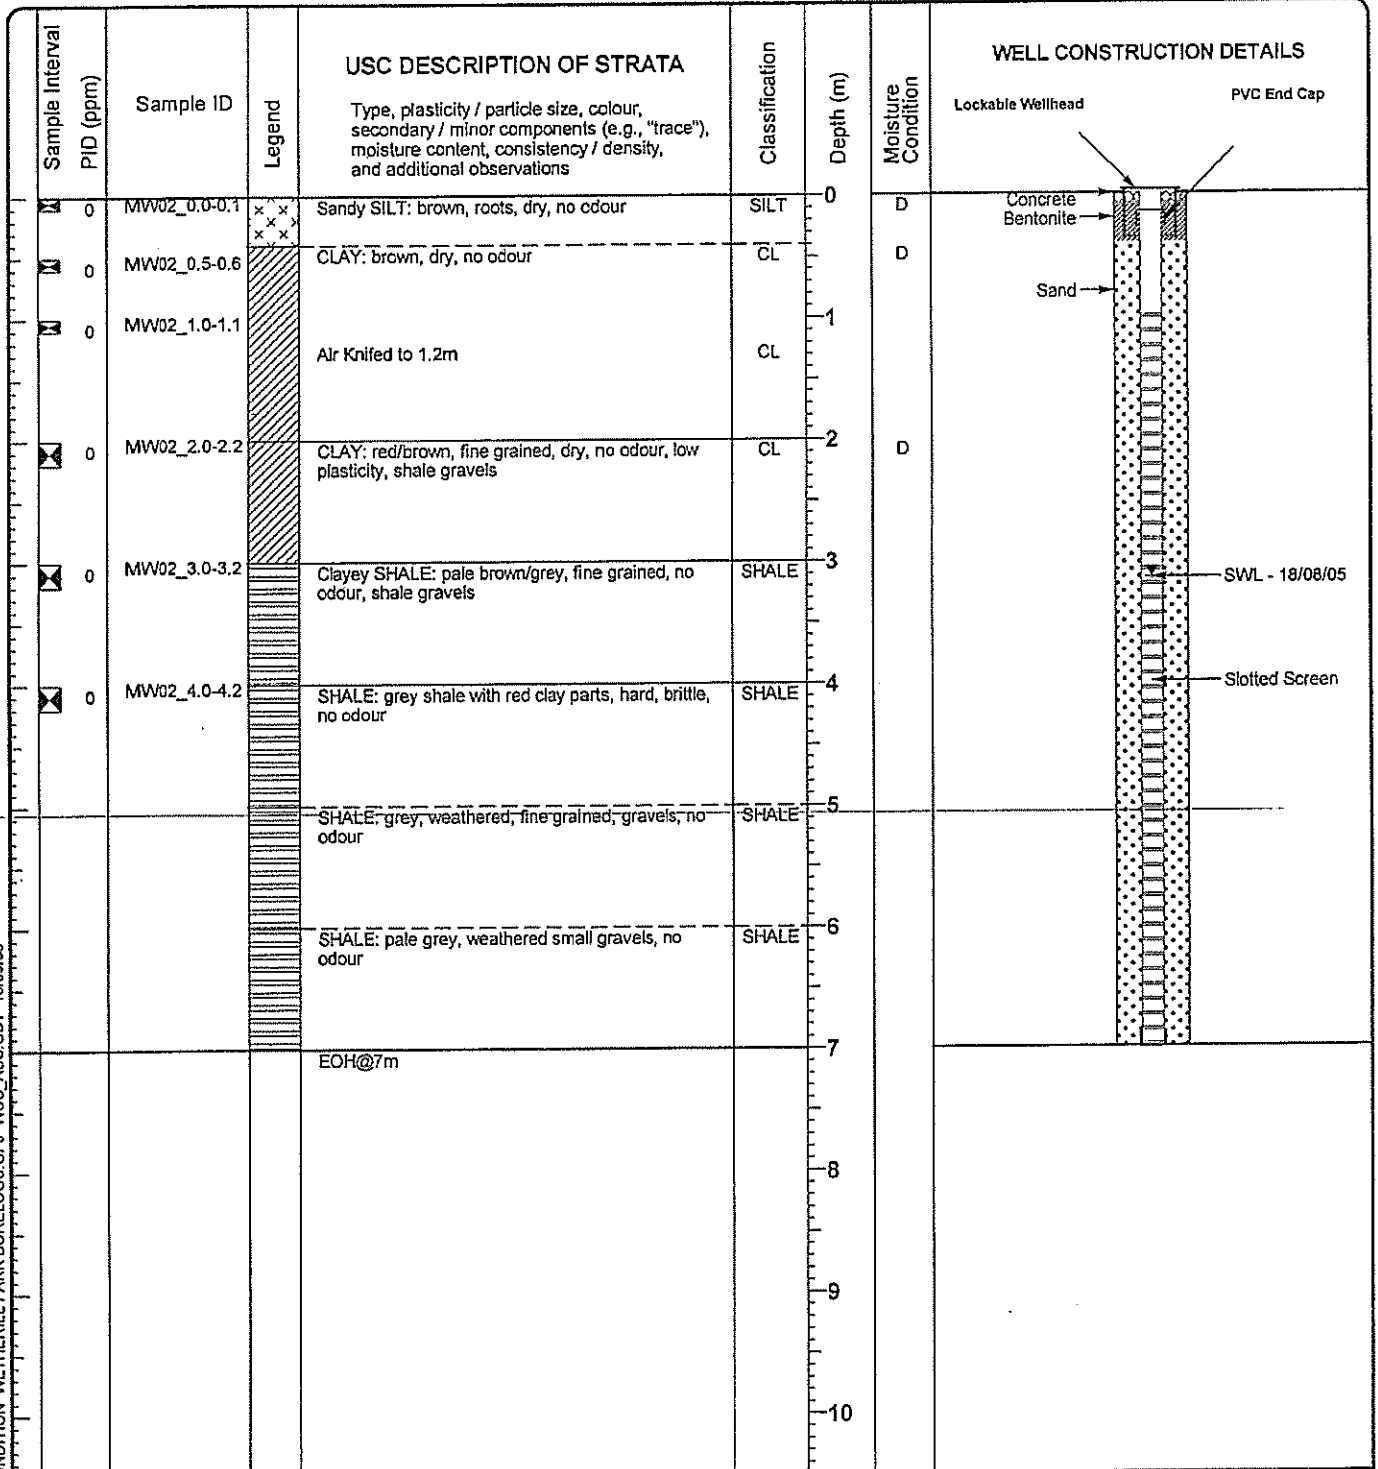 Sample Interval
PID (ppm)
Sample ID
Legend
USC DESCRIPTION OF STRATA
Type, plasticity / particle size, colour,
secondary / minor components (e.g., "trace"),
moisture content, consistency / density,
and additional observations
Classification
Depth (m)
Moisture
Condition
WELL CONSTRUCTION DETAILS
Lockable Wellhead
PVC End Cap
0 MW02_0.0-0.1 Sandy SILT: brown, roots, dry, no odour SILT 0 D
Concrete
Bentonite
0 MW02_0.5-0.6 CLAY: brown, dry, no odour CL D
Sand
0 MW02_1.0-1.1 1
Air Knifed to 1.2m CL
0 MW02_2.0-2.2 CLAY: red/brown, fine grained, dry, no odour, low CL 2 D
plasticity, shale gravels
0 MW02_3.0-3.2 Clayey SHALE: pale brown/grey, fine grained, no SHALE 3
odour, shale gravels
SWL - 18/08/05
0 MW02_4.0-4.2 SHALE: grey shale with red clay parts, hard, brittle, SHALE 4
no odour
Slotted Screen
SHALE: grey, weathered, fine grained, gravels, no SHALE 5
odour
SHALE: pale grey, weathered small gravels, no SHALE 6
odour
EOH@7m 7
8
9
10